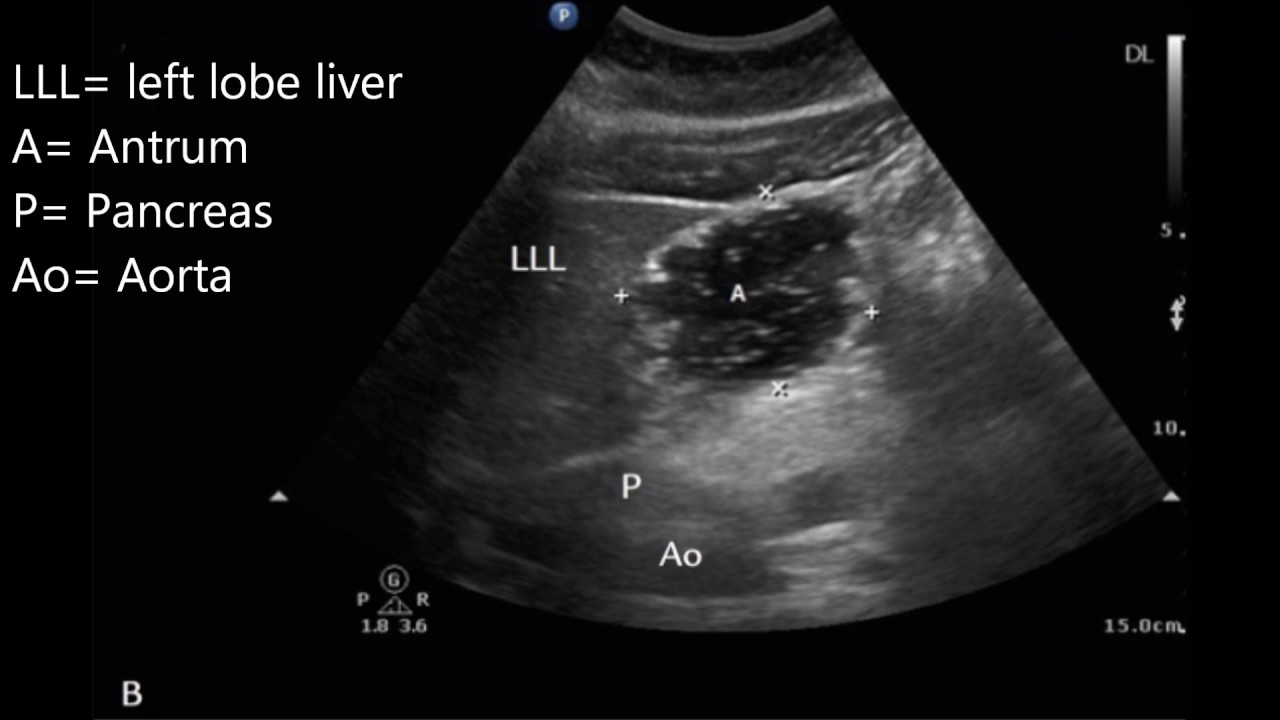 P
DL
LLL= left lobe liver
A= Antrum
P= Pancreas
5
LLL
Ao= Aorta
A
10
P
Ao
G
P R
1.8 3.6
15.0cm
B